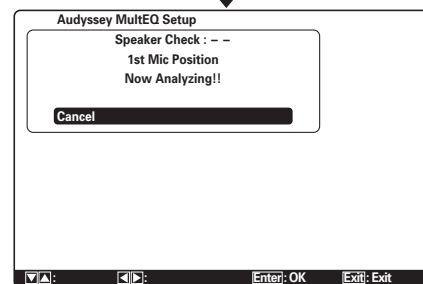 Audyssey MultEQ Setup
Speaker Check : – –
1st Mic Position
Now Analyzing!!
Cancel
▼▲: ◀▶: Enter: OK Exit: Exit